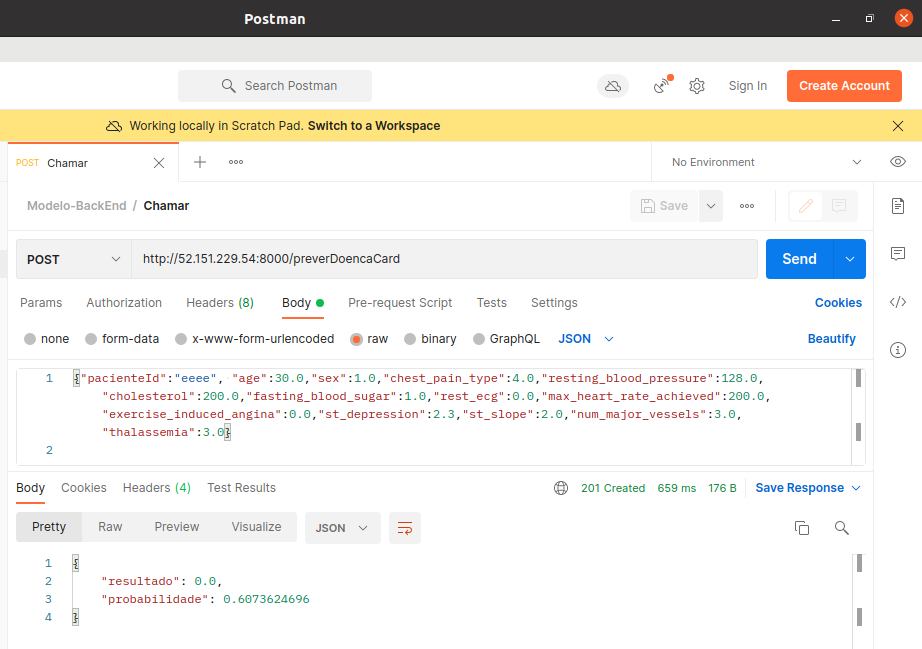 Postman
Search Postman
Sign In
Create Account
Working locally in Scratch Pad. Switch to a Workspace
POST Chamar
No Environment
Modelo-BackEnd / Chamar
Save
POST
http://52.151.229.54:8000/preverDoencaCard
Send
Params Authorization Headers (8) Body Pre-request Script Tests Settings Cookies
none form-data x-www-form-urlencoded raw binary GraphQL JSON Beautify
1 {"pacienteId":"eeee", "age":30.0,"sex":1.0,"chest_pain_type":4.0,"resting_blood_pressure":128.0,
"cholesterol":200.0,"fasting_blood_sugar":1.0,"rest_ecg":0.0,"max_heart_rate_achieved":200.0,
"exercise_induced_angina":0.0,"st_depression":2.3,"st_slope":2.0,"num_major_vessels":3.0,
"thalassemia":3.0}
2
Body Cookies Headers (4) Test Results 201 Created 659 ms 176 B Save Response
Pretty Raw Preview Visualize JSON
1 {
2 "resultado": 0.0,
3 "probabilidade": 0.6073624696
4 }